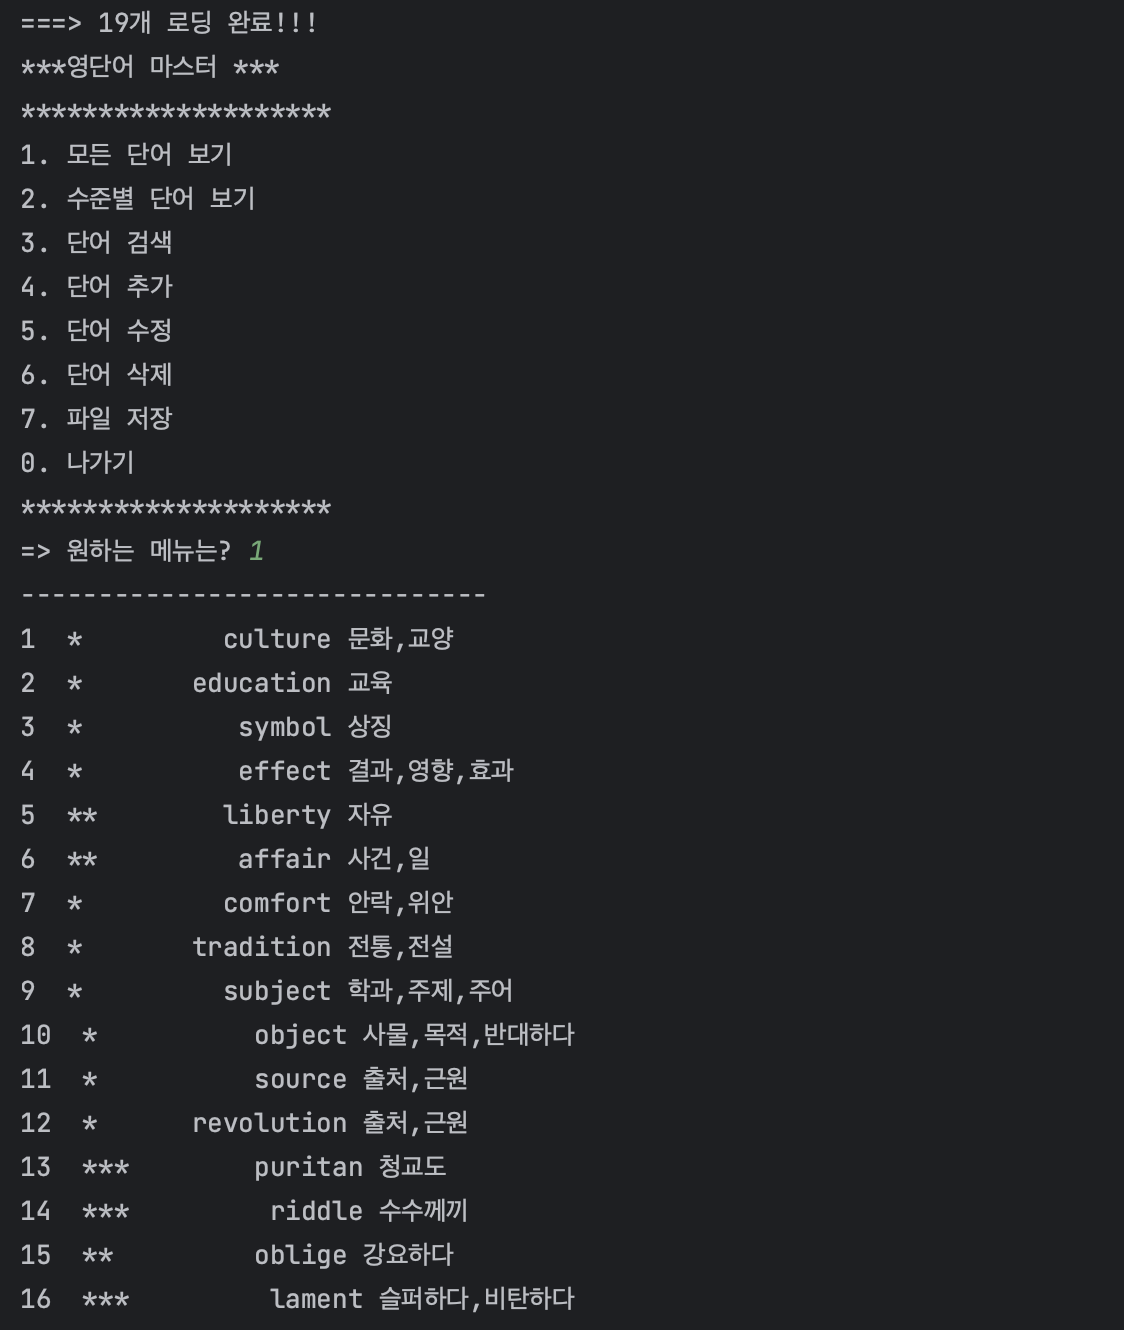 ===> 19개 로딩 완료!!!
***영단어 마스터 ***
********************
1. 모든 단어 보기
2. 수준별 단어 보기
3. 단어 검색
4. 단어 추가
5. 단어 수정
6. 단어 삭제
7. 파일 저장
0. 나가기
********************
=> 원하는 메뉴는? 1
------------------------------
1  *         culture 문화,교양
2  *       education 교육
3  *          symbol 상징
4  *          effect 결과,영향,효과
5  **        liberty 자유
6  **         affair 사건,일
7  *         comfort 안락,위안
8  *       tradition 전통,전설
9  *         subject 학과,주제,주어
10  *          object 사물,목적,반대하다
11  *          source 출처,근원
12  *      revolution 출처,근원
13  ***        puritan 청교도
14  ***         riddle 수수께끼
15  **         oblige 강요하다
16  ***         lament 슬퍼하다,비탄하다